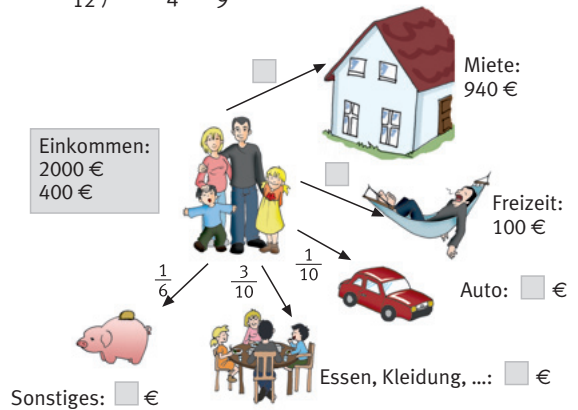 Miete:
940 €
Einkommen:
2000 €
400 €
Freizeit:
100 €
1/6
3/10
1/10
Auto: €
Essen, Kleidung, ...: €
Sonstiges: €